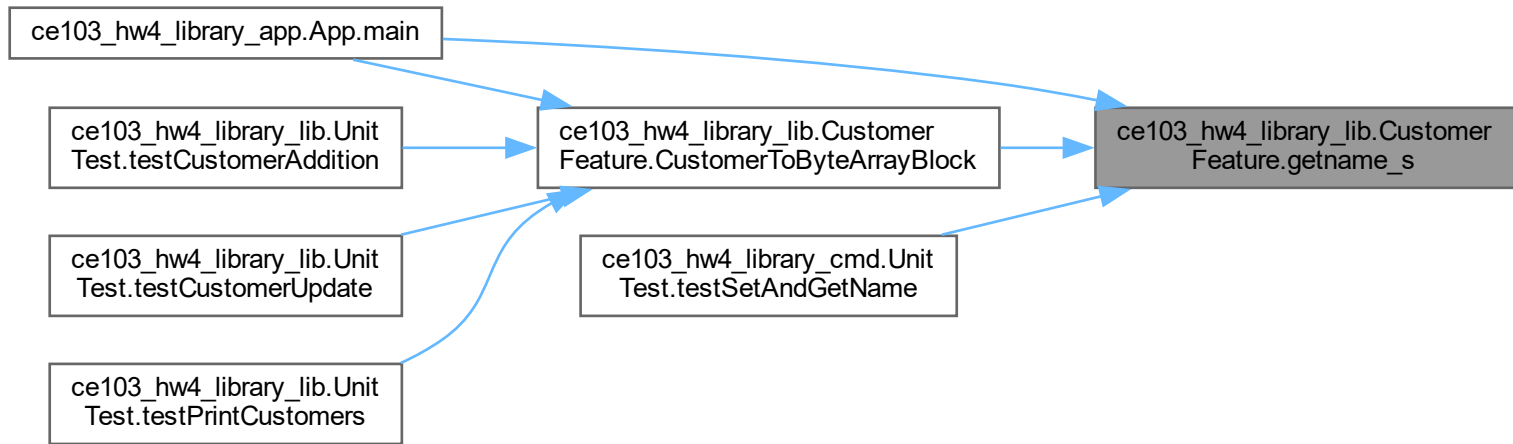 ce103_hw4_library_app.App.main
ce103_hw4_library_lib.Unit
Test.testCustomerAddition
ce103_hw4_library_lib.Customer
Feature.CustomerToByteArrayBlock
ce103_hw4_library_lib.Customer
Feature.getname_s
ce103_hw4_library_lib.Unit
Test.testCustomerUpdate
ce103_hw4_library_cmd.Unit
Test.testSetAndGetName
ce103_hw4_library_lib.Unit
Test.testPrintCustomers